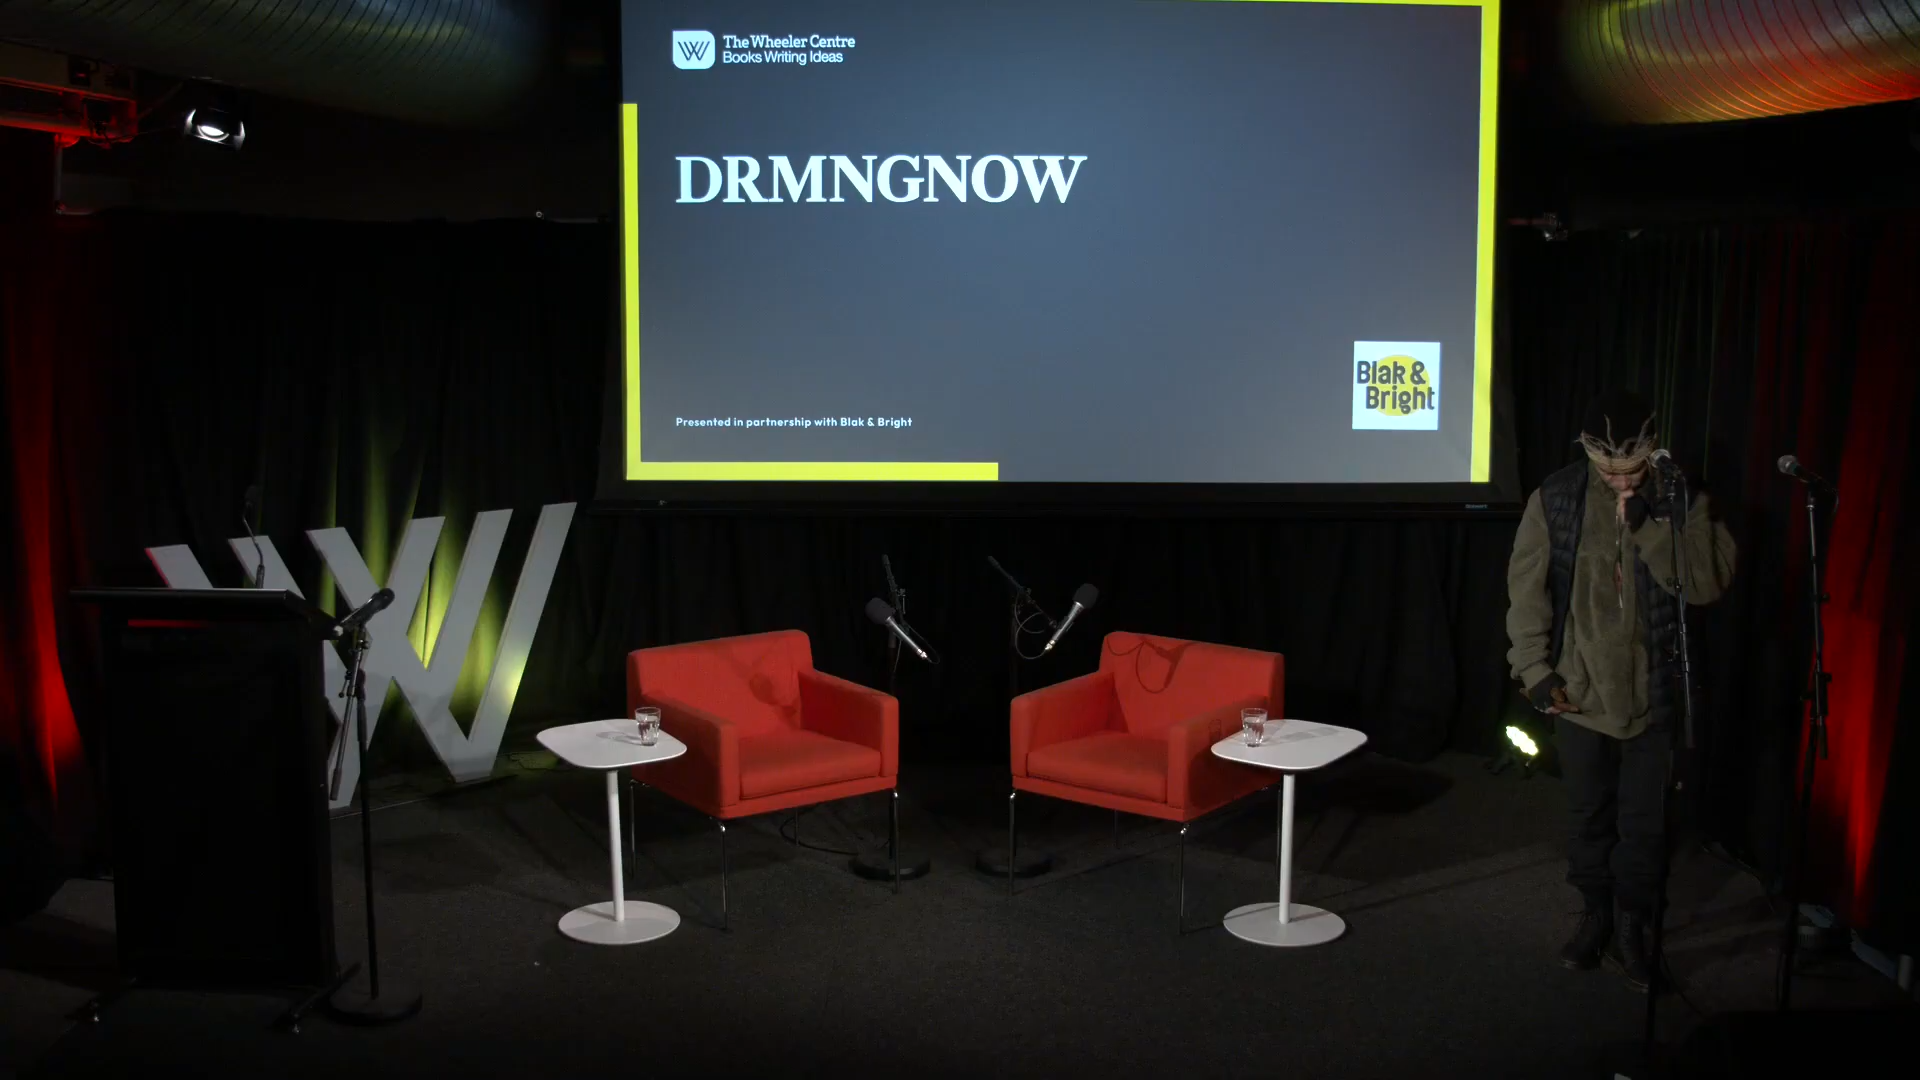 The Wheeler Centre
Books Writing Ideas
DRMNGNOW
Blak &
Bright
Presented in partnership with Blak & Bright